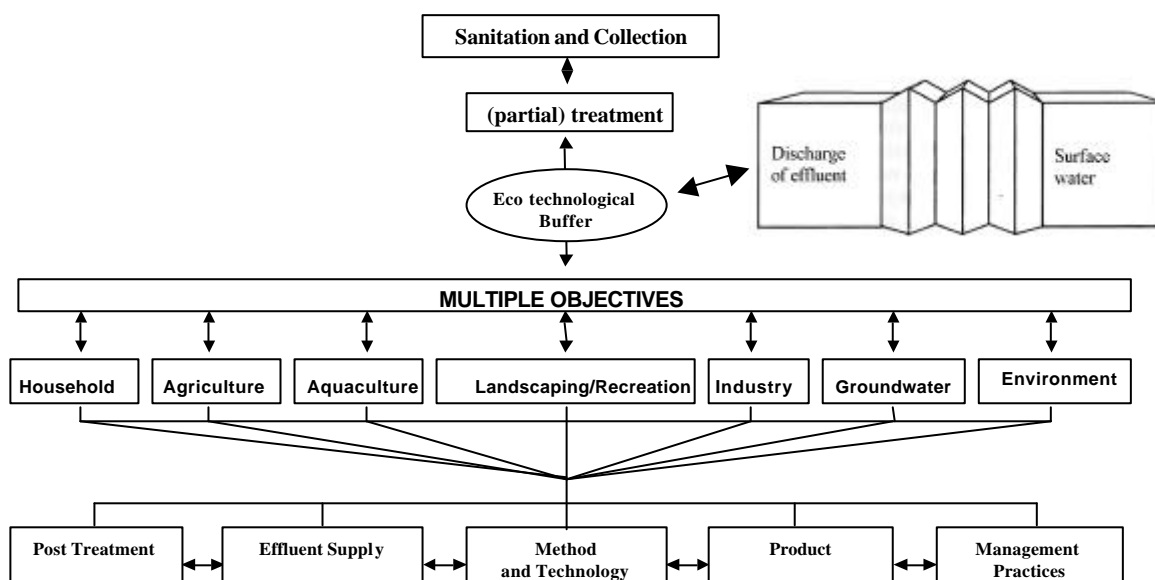 Sanitation and Collection
(partial) treatment
Discharge
of effluent
Surface
water
Eco technological
Buffer
MULTIPLE OBJECTIVES
Household
Agriculture
Aquaculture
Landscaping/Recreation
Industry
Groundwater
Environment
Post Treatment
Effluent Supply
Method
and Technology
Product
Management
Practices